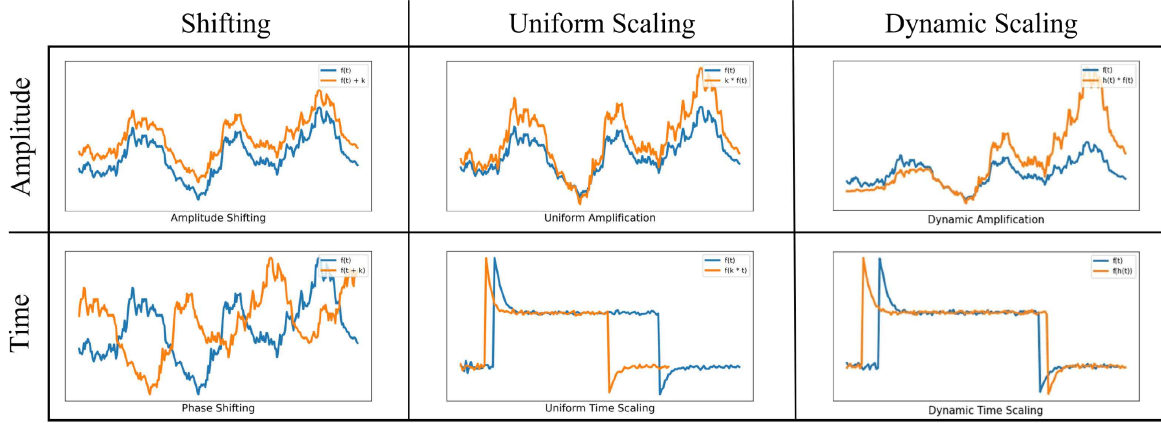 Shifting
Uniform Scaling
Dynamic Scaling
Amplitude
f(t)
f(t) + k
Amplitude Shifting
f(t)
k * f(t)
Uniform Amplification
f(t)
h(t) * f(t)
Dynamic Amplification
Time
f(t)
f(t + k)
Phase Shifting
f(t)
f(k * t)
Uniform Time Scaling
f(t)
f(h(t))
Dynamic Time Scaling